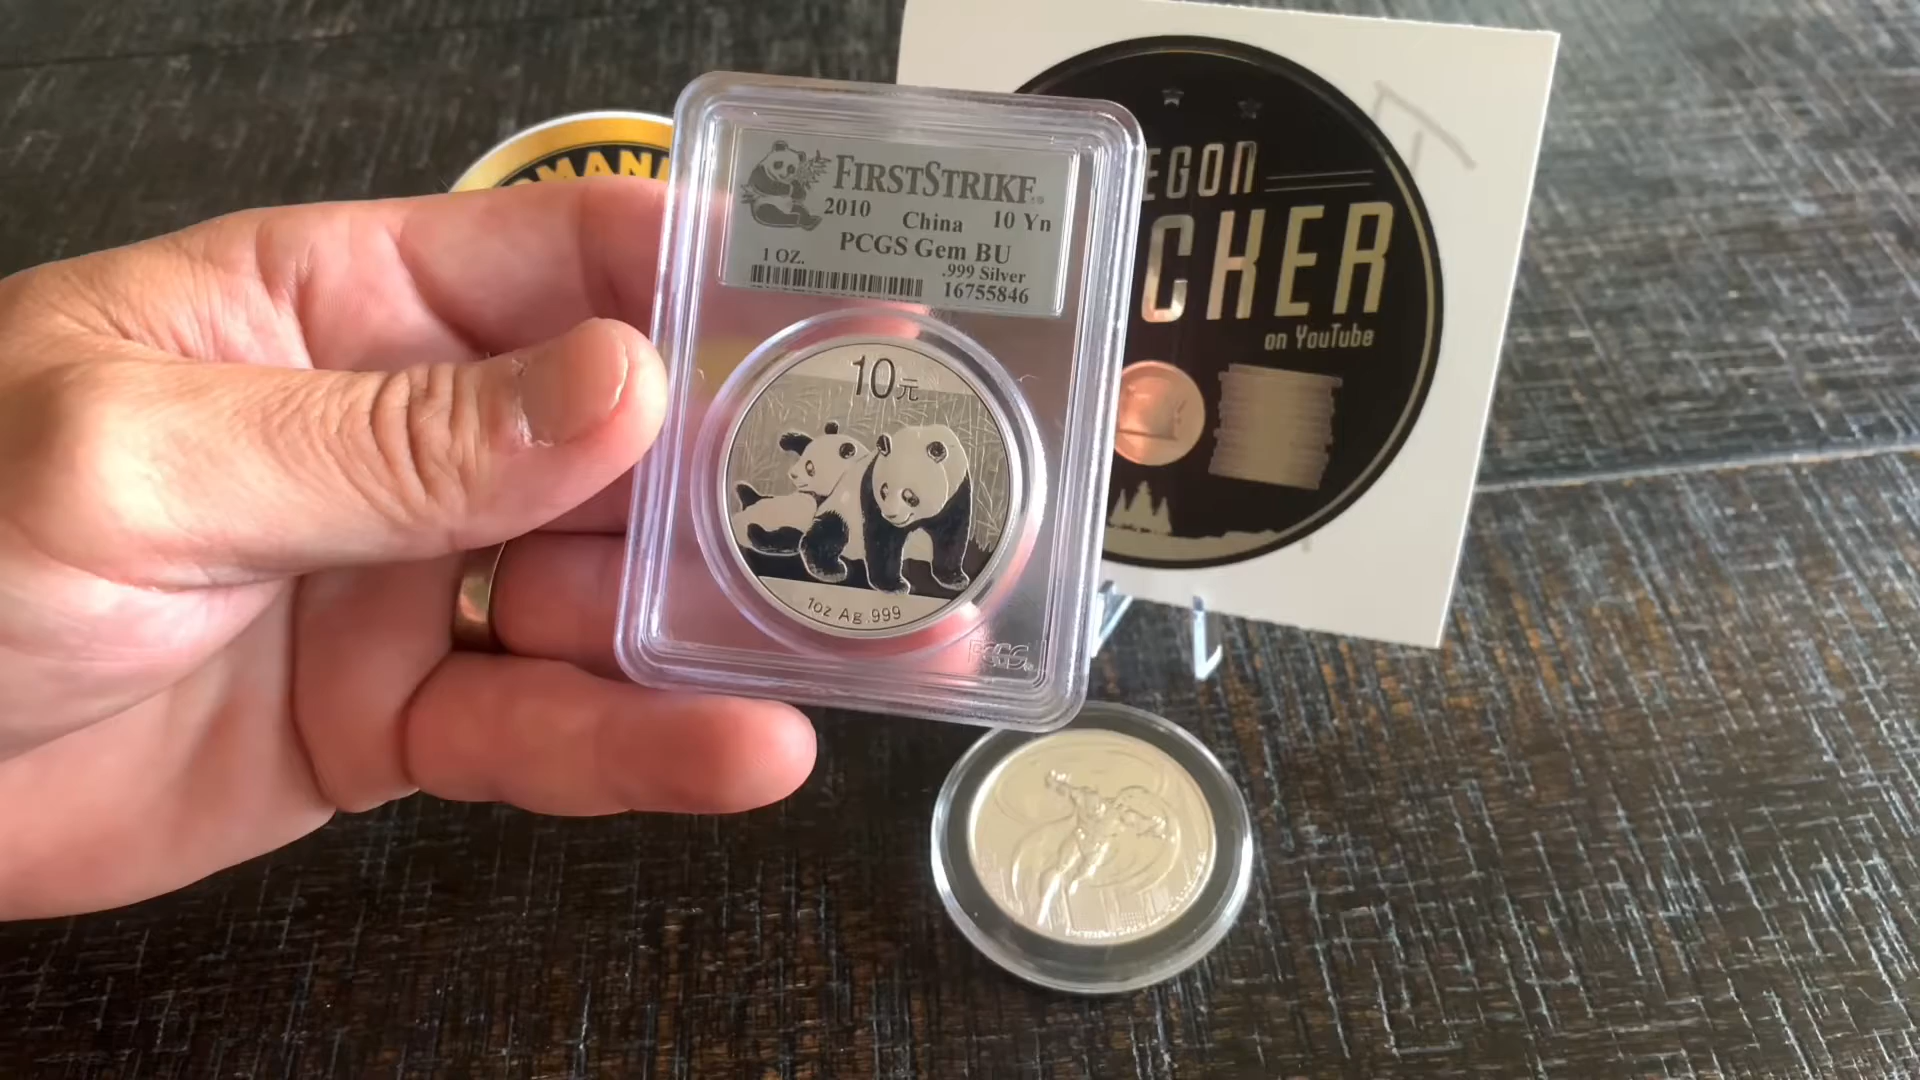 FIRSTSTRIKE
2010 China 10 Yn
PCGS Gem BU
1 OZ. .999 Silver
16755846
10元
1oz Ag .999
PCGS
EGON
CKER
on YouTube